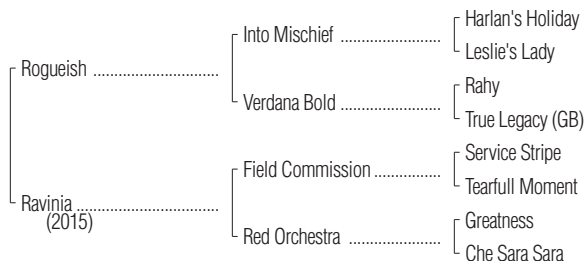 Harlan's Holiday
Into Mischief
Leslie's Lady
Rogueish
Rahy
Verdana Bold
True Legacy (GB)
Service Stripe
Field Commission
Tearfull Moment
Ravinia
(2015)
Greatness
Red Orchestra
Che Sara Sara